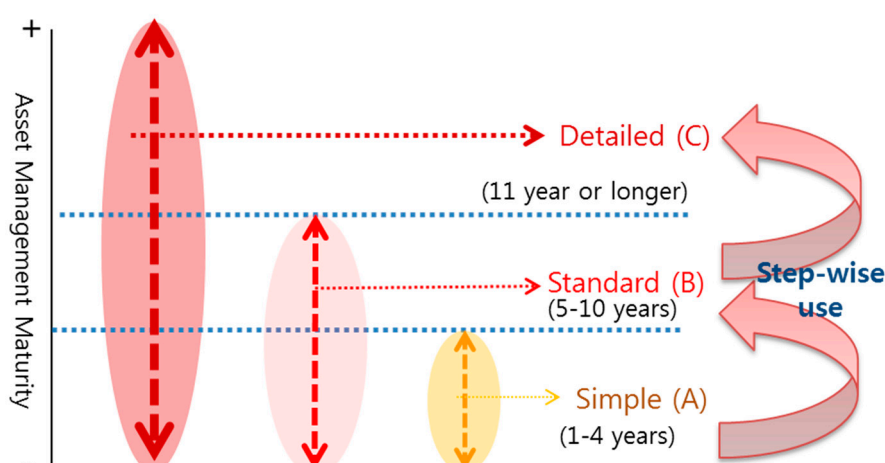 +
Asset Management Maturity
Detailed (C)
(11 year or longer)
Standard (B)
(5-10 years)
Step-wise
use
Simple (A)
(1-4 years)